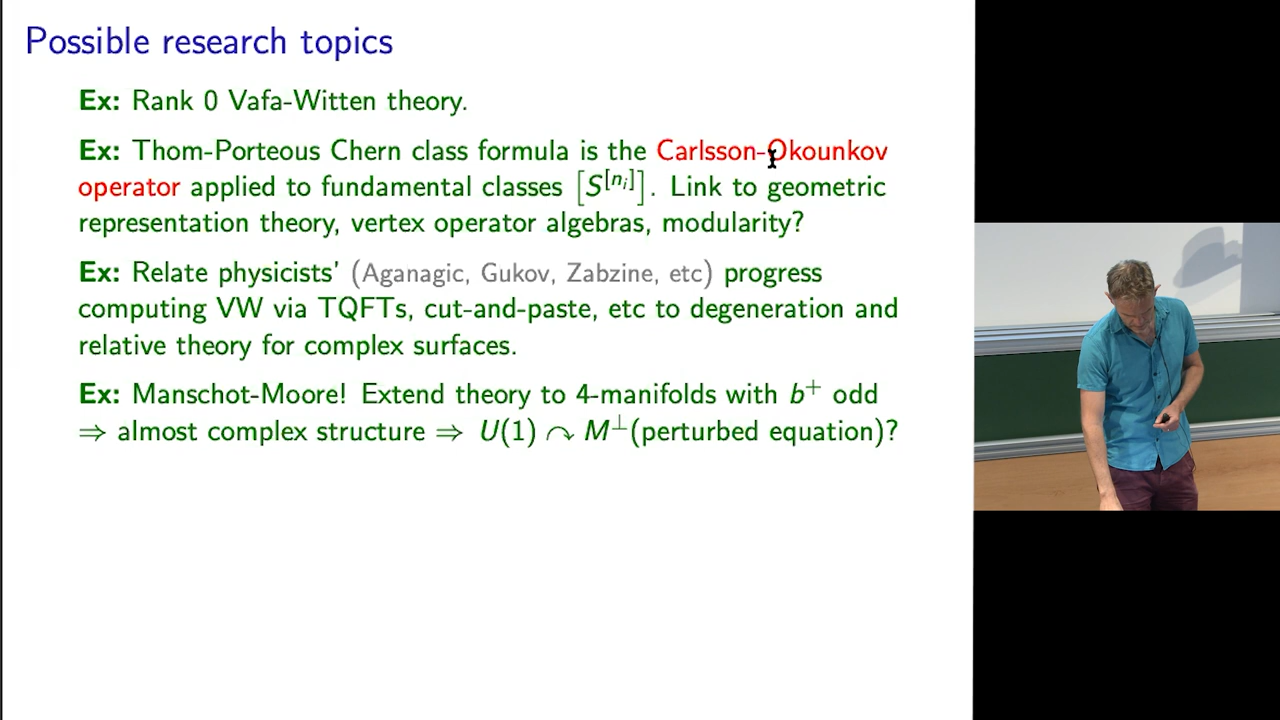 Possible research topics
Ex: Rank 0 Vafa-Witten theory.
Ex: Thom-Porteous Chern class formula is the Carlsson-Okounkov
operator applied to fundamental classes [S^{[n_i]}]. Link to geometric
representation theory, vertex operator algebras, modularity?
Ex: Relate physicists' (Aganagic, Gukov, Zabzine, etc) progress
computing VW via TQFTs, cut-and-paste, etc to degeneration and
relative theory for complex surfaces.
Ex: Manschot-Moore! Extend theory to 4-manifolds with b⁺ odd
⇒ almost complex structure ⇒ U(1) ↷ M^⊥(perturbed equation)?